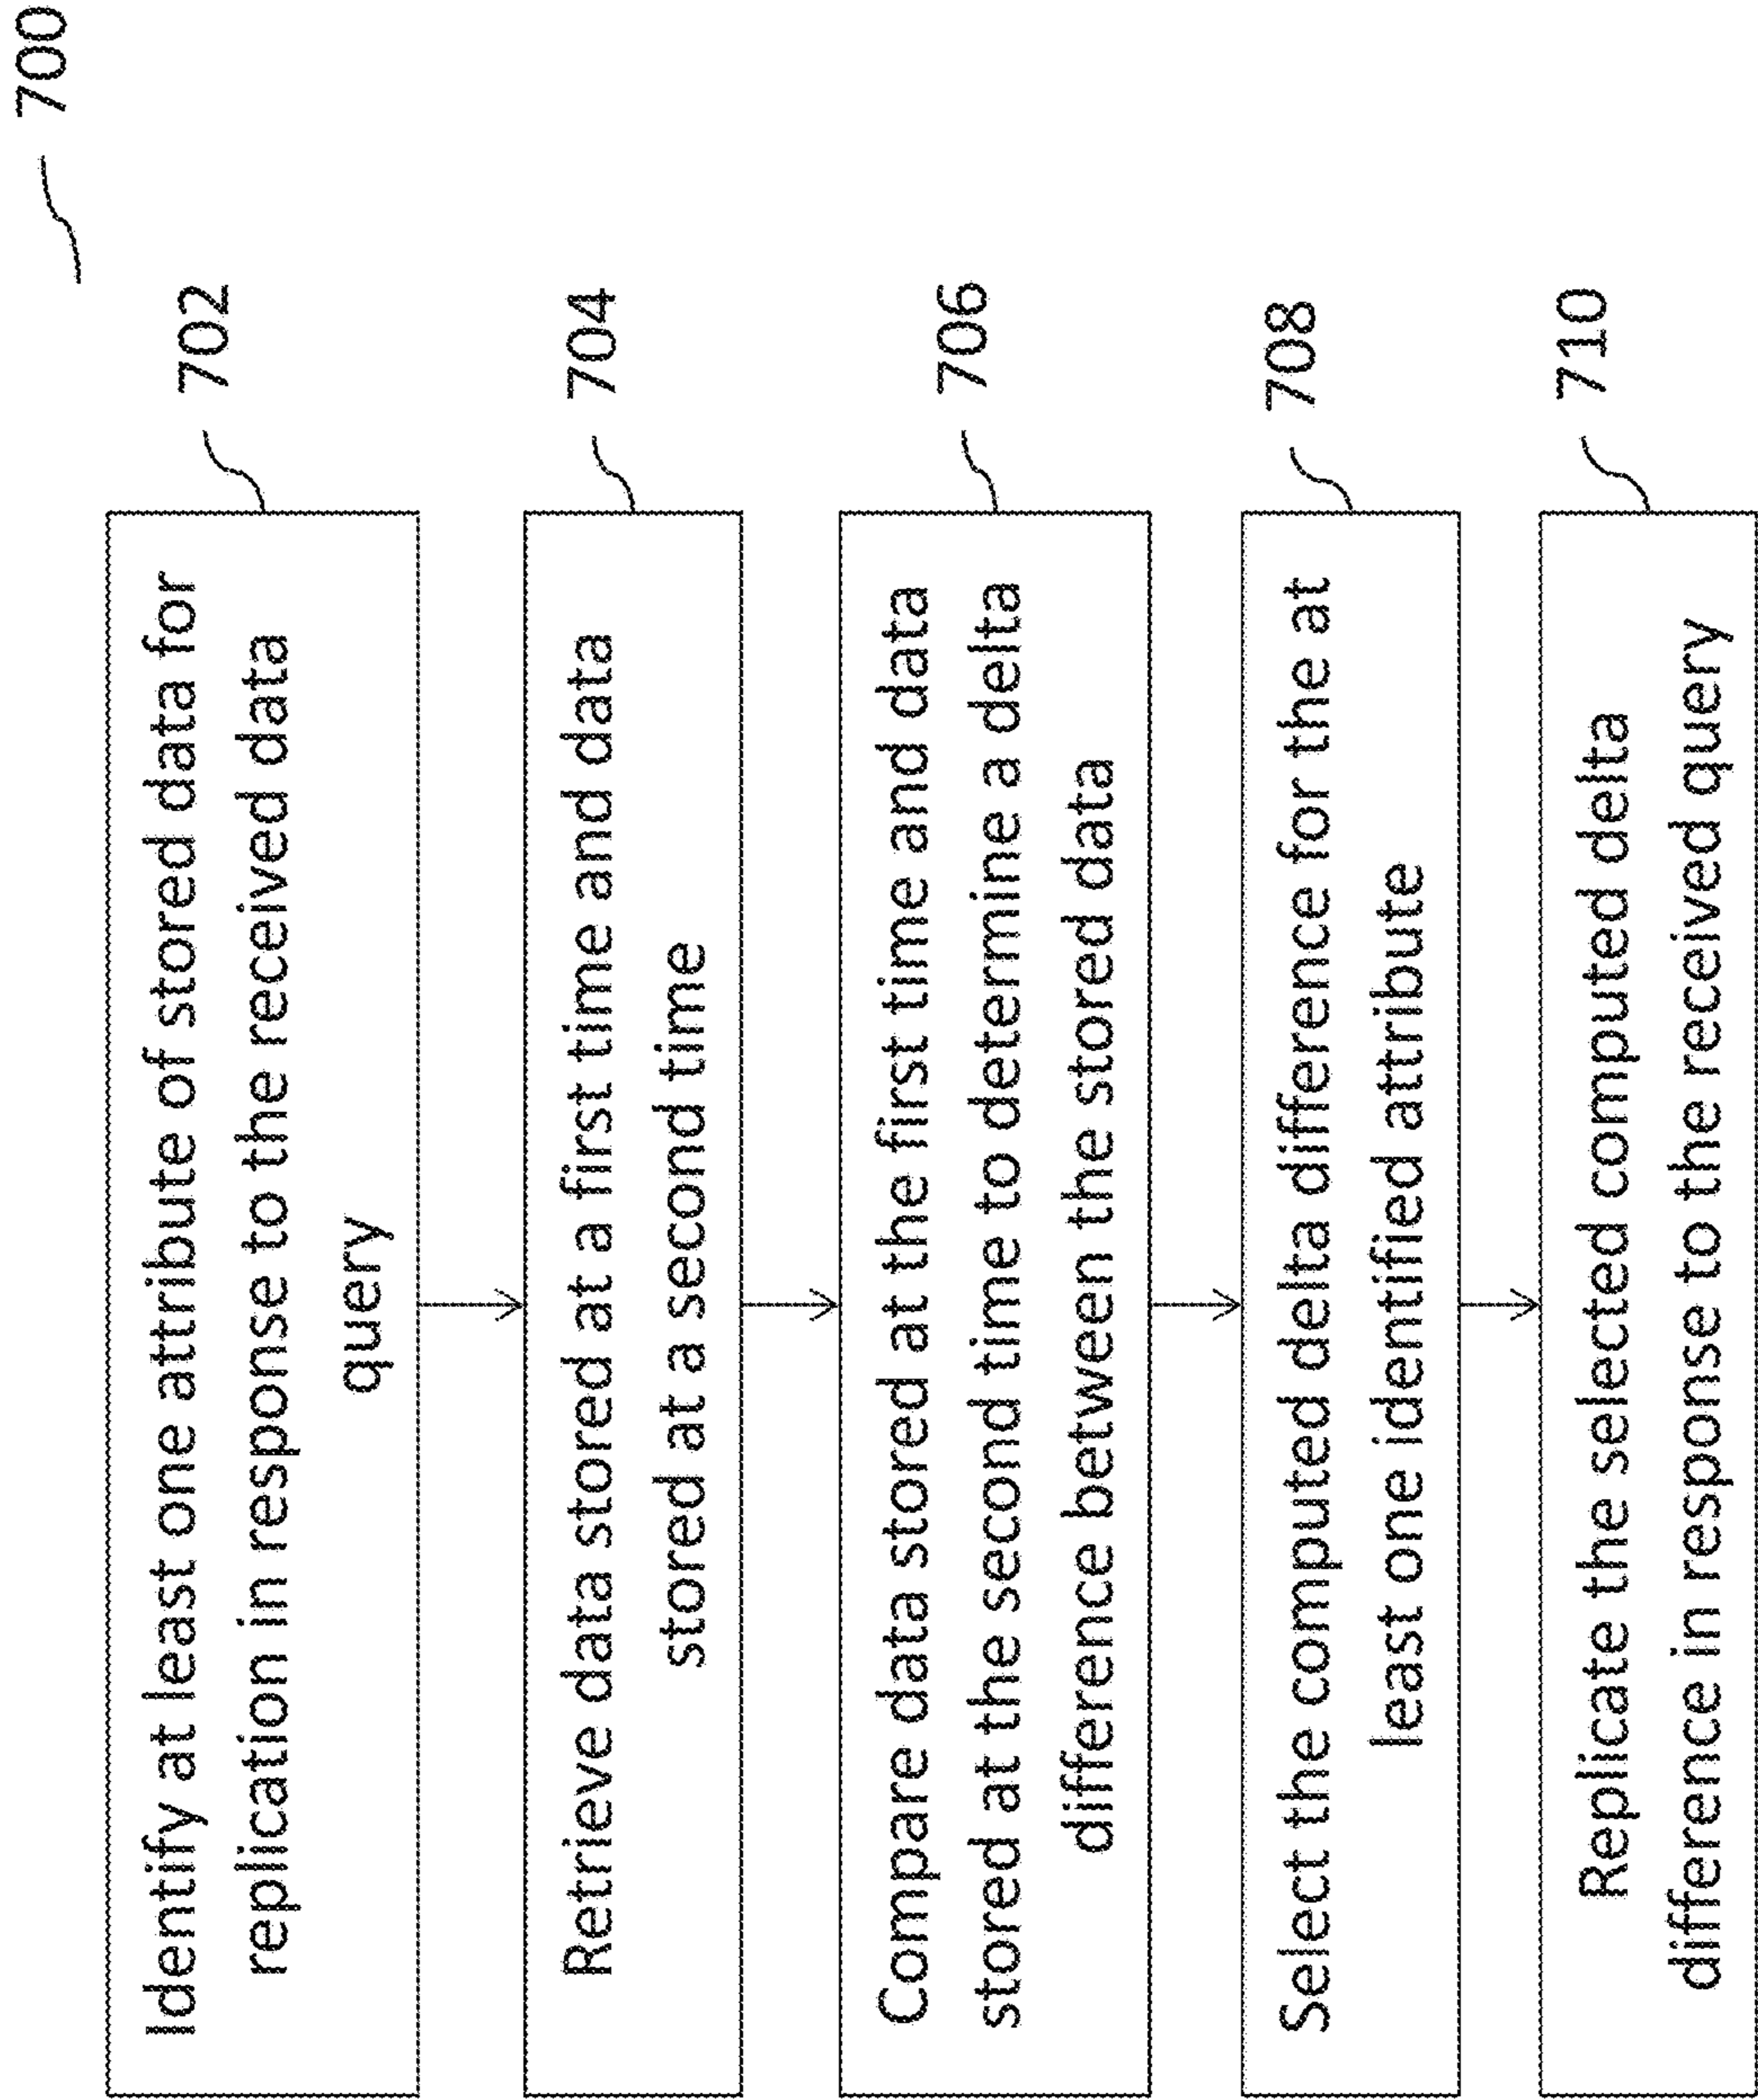 700
Identify at least one attribute of stored data for
replication in response to the received data
query
702
Retrieve data stored at a first time and data
stored at a second time
704
Compare data stored at the first time and data
stored at the second time to determine a delta
difference between the stored data
706
Select the computed delta difference for the at
least one identified attribute
708
Replicate the selected computed delta
difference in response to the received query
710